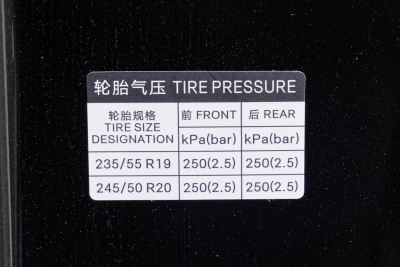 轮胎气压 TIRE PRESSURE
轮胎规格 前 FRONT 后 REAR
TIRE SIZE
DESIGNATION kPa(bar) kPa(bar)
235/55 R19 250(2.5) 250(2.5)
245/50 R20 250(2.5) 250(2.5)